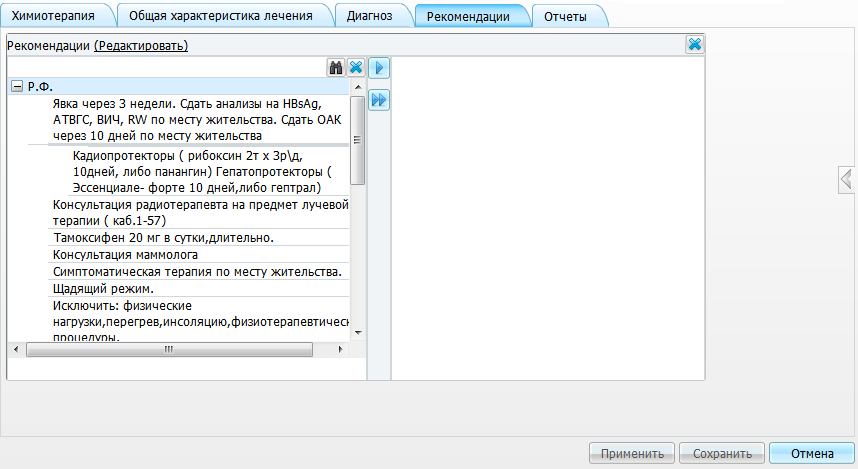 Химиотерапия Общая характеристика лечения Диагноз Рекомендации Отчеты
Рекомендации (Редактировать)
Р.Ф.
Явка через 3 недели. Сдать анализы на HBsAg,
АТВГС, ВИЧ, RW по месту жительства. Сдать ОАК
через 10 дней по месту жительства
Кадиопротекторы ( рибоксин 2т х 3р\д,
10дней, либо панангин) Гепатопротекторы (
Эссенциале- форте 10 дней,либо гептрал)
Консультация радиотерапевта на предмет лучевой
терапии ( каб.1-57)
Тамоксифен 20 мг в сутки,длительно.
Консультация маммолога
Симптоматическая терапия по месту жительства.
Щадящий режим.
Исключить: физические
нагрузки,перегрев,инсоляцию,физиотерапевтическ
процедуры.
Применить Сохранить Отмена